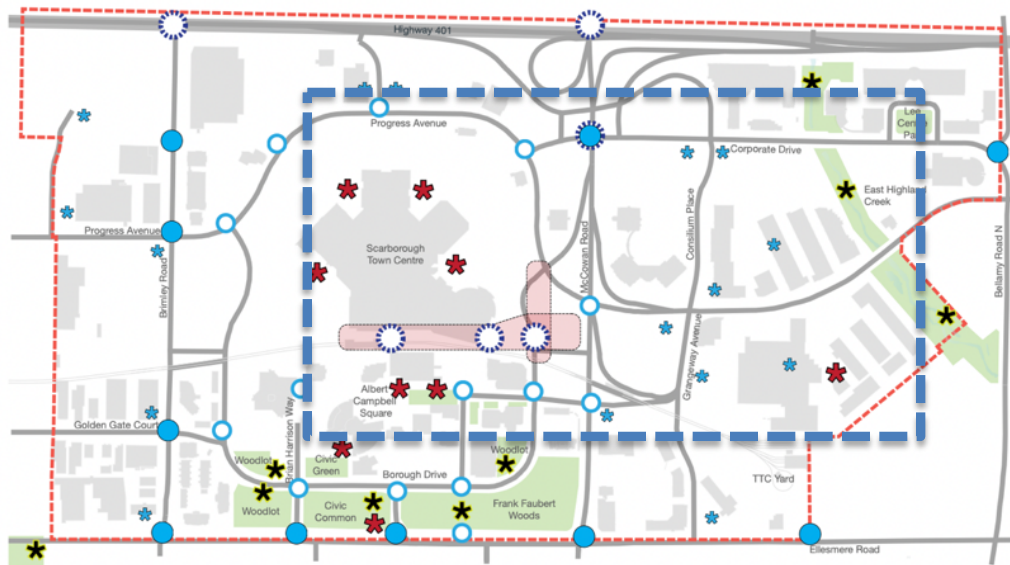 Highway 401
Progress Avenue
Lee
Centre
Park
Corporate Drive
East Highland
Creek
Scarborough
Town Centre
Progress Avenue
Brimley Road
McCowan Road
Consilium Place
Bellamy Road N
Grangeway Avenue
Albert
Campbell
Square
Golden Gate Court
Brian Harrison Way
Woodlot
Civic
Green
Woodlot
Borough Drive
TTC Yard
Woodlot
Civic
Common
Frank Faubert
Woods
Ellesmere Road